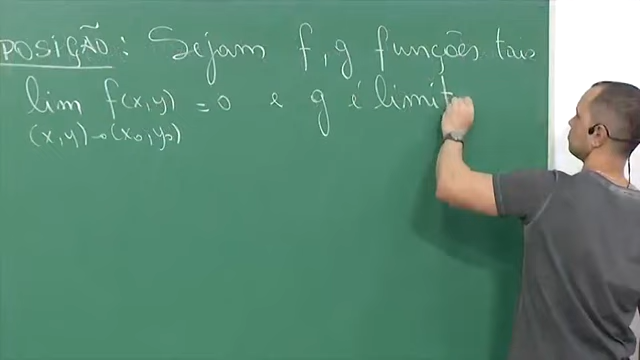 POSIÇÃO: Sejam f, g funções tais
lim f(x,y) = 0 e g é limit
(x,y)→(x₀,y₀)